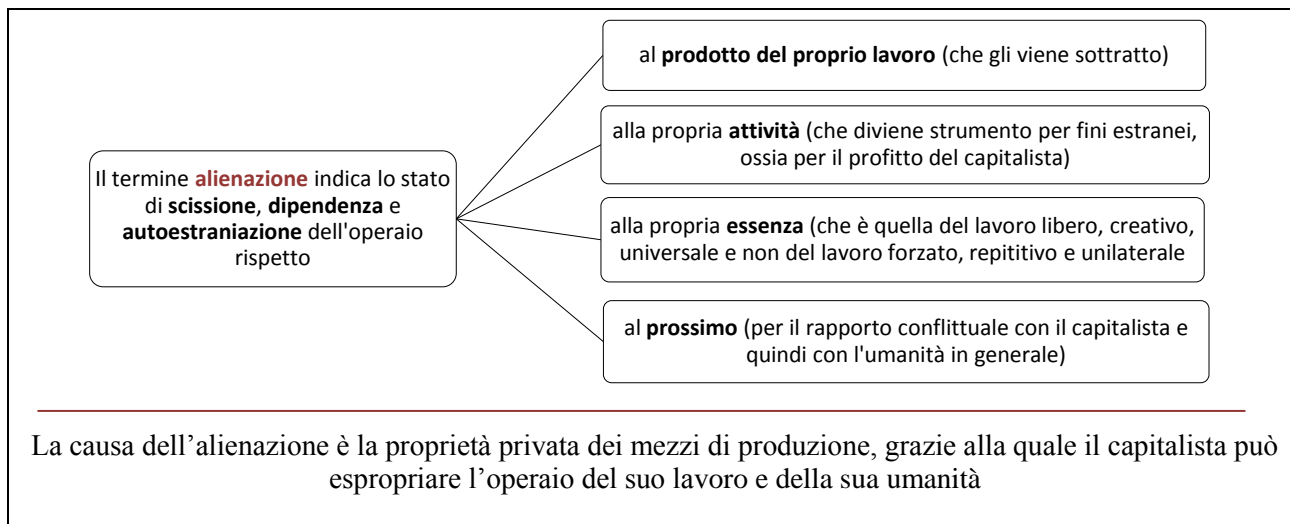 Il termine alienazione indica lo stato
di scissione, dipendenza e
autoestraniazione dell'operaio
rispetto
al prodotto del proprio lavoro (che gli viene sottratto)
alla propria attività (che diviene strumento per fini estranei,
ossia per il profitto del capitalista)
alla propria essenza (che è quella del lavoro libero, creativo,
universale e non del lavoro forzato, repititivo e unilaterale
al prossimo (per il rapporto conflittuale con il capitalista e
quindi con l'umanità in generale)
La causa dell’alienazione è la proprietà privata dei mezzi di produzione, grazie alla quale il capitalista può
espropriare l’operaio del suo lavoro e della sua umanità